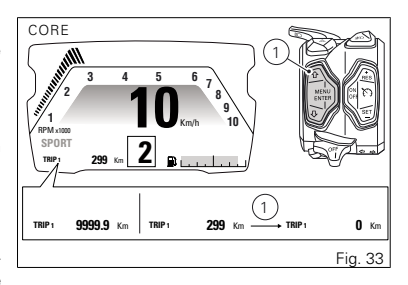 CORE
1
3 4 5 6
2 7
8
9
1 10
10 Km/h
RPM x1000
SPORT
TRIP 1 299 Km 2
MENU
ENTER
RES
ON
OFF
SET
OFF
TRIP 1 9999.9 Km TRIP 1 299 Km 1 TRIP 1 0 Km
Fig. 33